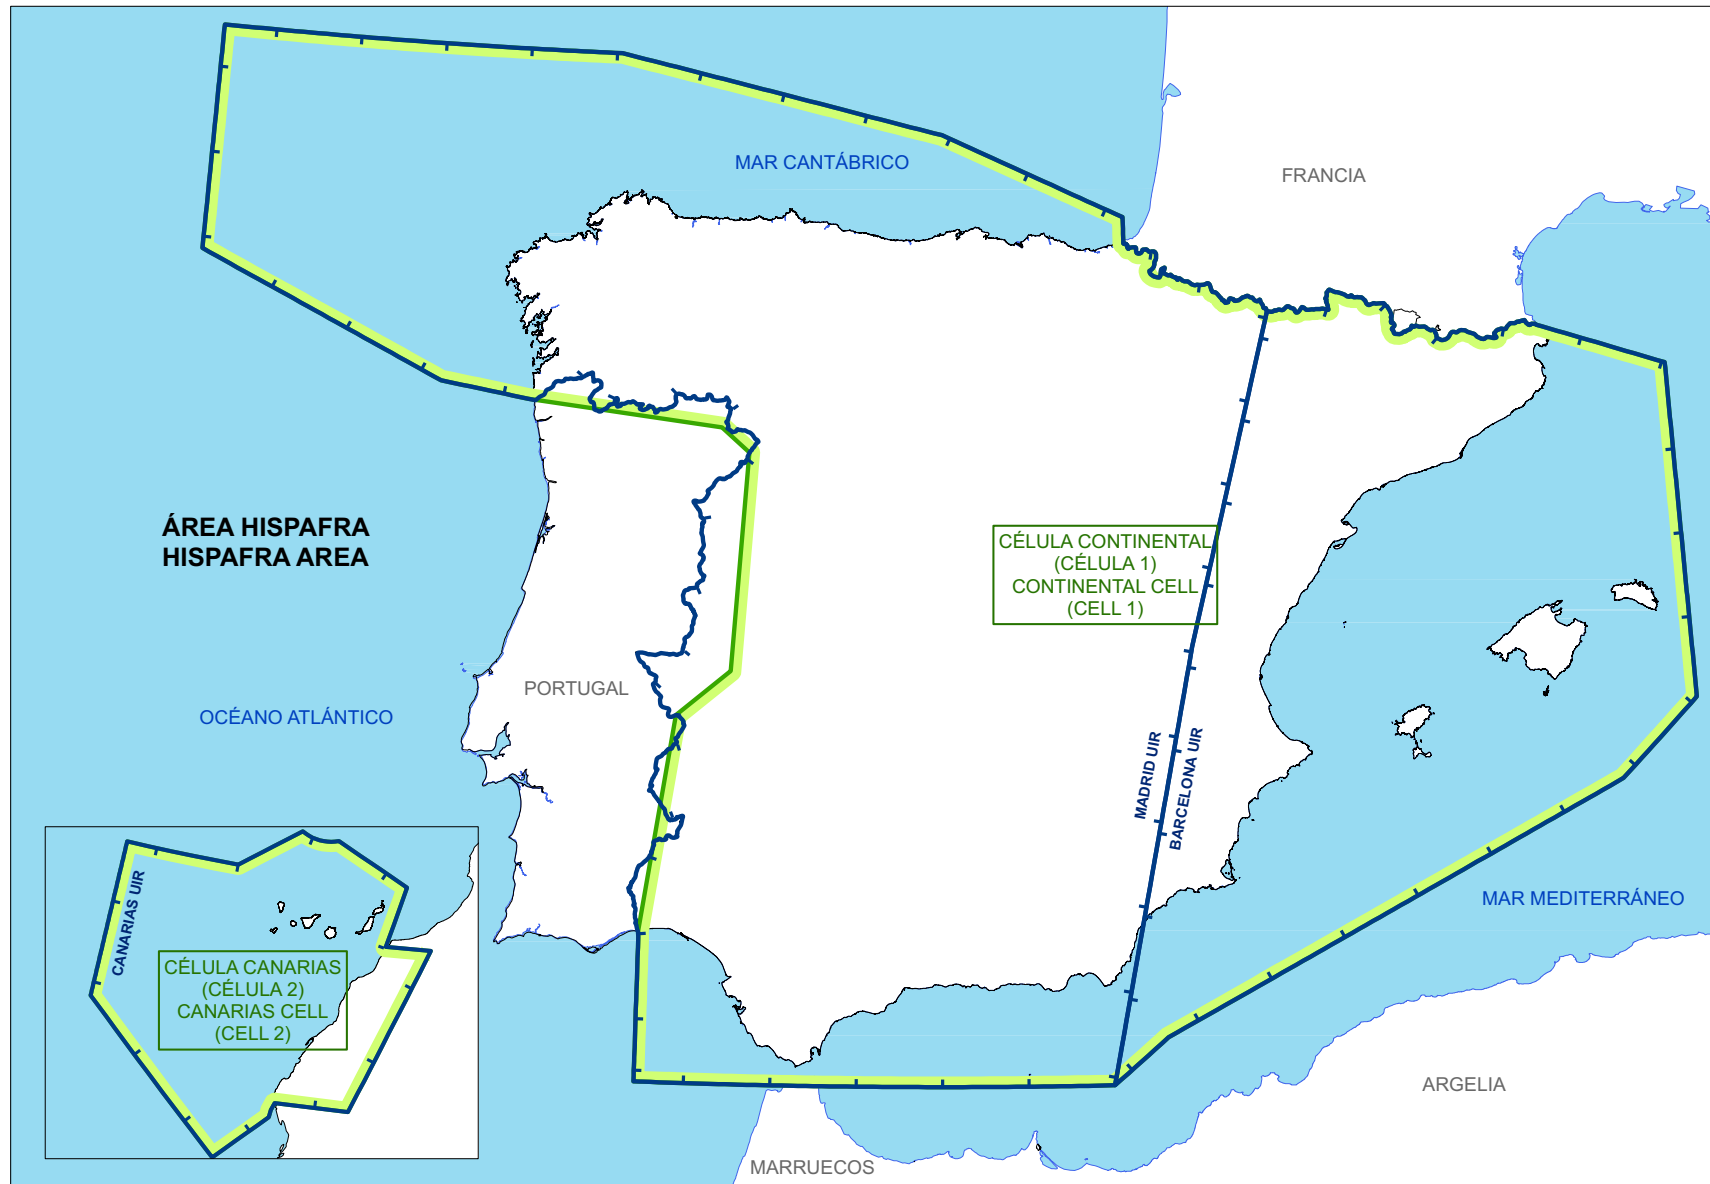 MAR CANTÁBRICO
FRANCIA
ÁREA HISPAFRA
HISPAFRA AREA
CÉLULA CONTINENTAL
(CÉLULA 1)
CONTINENTAL CELL
(CELL 1)
PORTUGAL
OCÉANO ATLÁNTICO
MADRID UIR
BARCELONA UIR
CANARIAS UIR
MAR MEDITERRÁNEO
CÉLULA CANARIAS
(CÉLULA 2)
CANARIAS CELL
(CELL 2)
ARGELIA
MARRUECOS